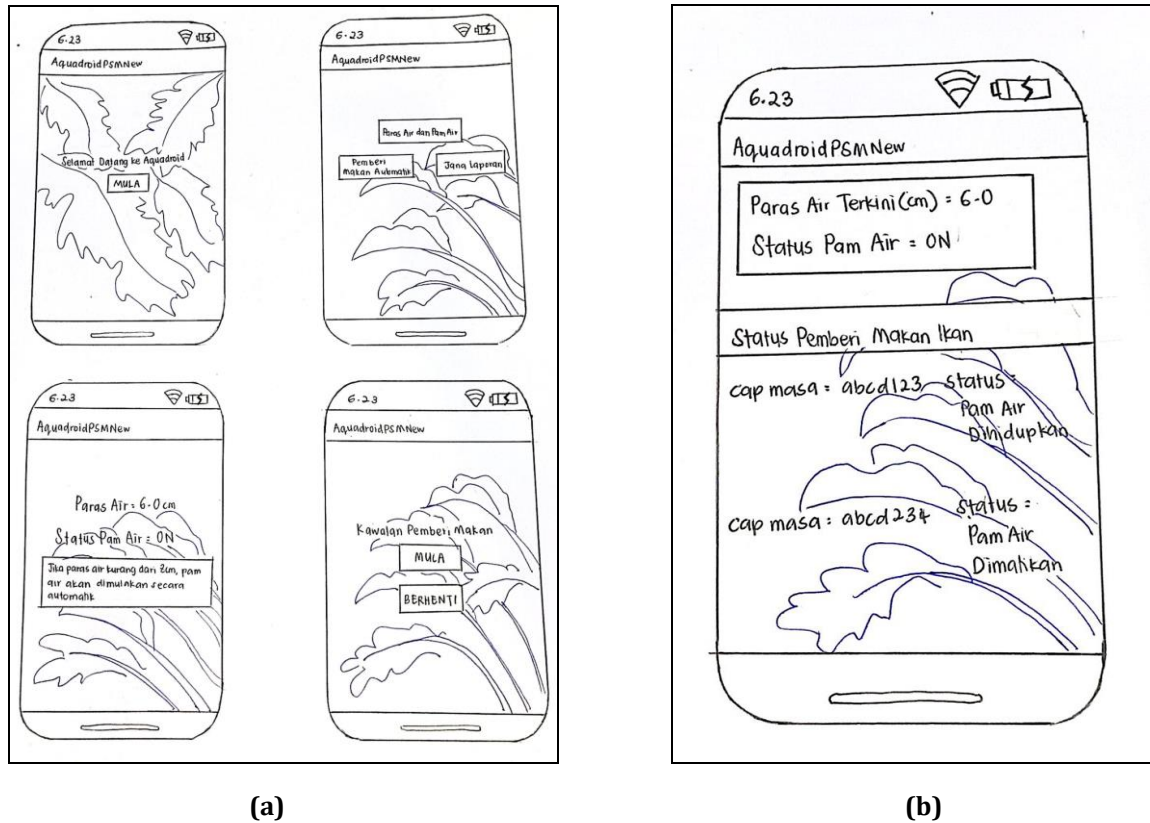 6.23
AquadroidPSMNew
Selamat Datang ke Aquadroid
MULA
6.23
AquadroidPSMNew
Paras Air dan Pam Air
Pemberi
Makan Automatik
Jana Laporan
6.23
AquadroidPSMNew
Paras Air = 6.0 cm
Status Pam Air = ON
Jika paras air kurang dari 2cm, pam
air akan dimulakan secara
automatik
6.23
AquadroidPSMNew
Kawalan Pemberi Makan
MULA
BERHENTI
(a)
6.23
AquadroidPSMNew
Paras Air Terkini (cm) = 6.0
Status Pam Air = ON
Status Pemberi Makan Ikan
cap masa = abcd123 status =
Pam Air
Dihidupkan
cap masa = abcd234 status =
Pam Air
Dimatikan
(b)